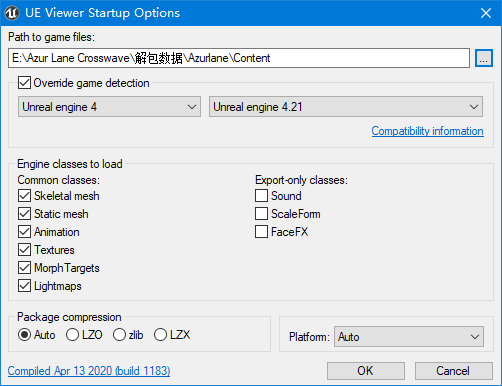 UE Viewer Startup Options
Path to game files:
E:\Azur Lane Crosswave\解包数据\Azurlane\Content
...
Override game detection
Unreal engine 4 Unreal engine 4.21
Compatibility information
Engine classes to load
Common classes: Export-only classes:
Skeletal mesh Sound
Static mesh ScaleForm
Animation FaceFX
Textures
MorphTargets
Lightmaps
Package compression
Auto LZO zlib LZX Platform: Auto
Compiled Apr 13 2020 (build 1183) OK Cancel